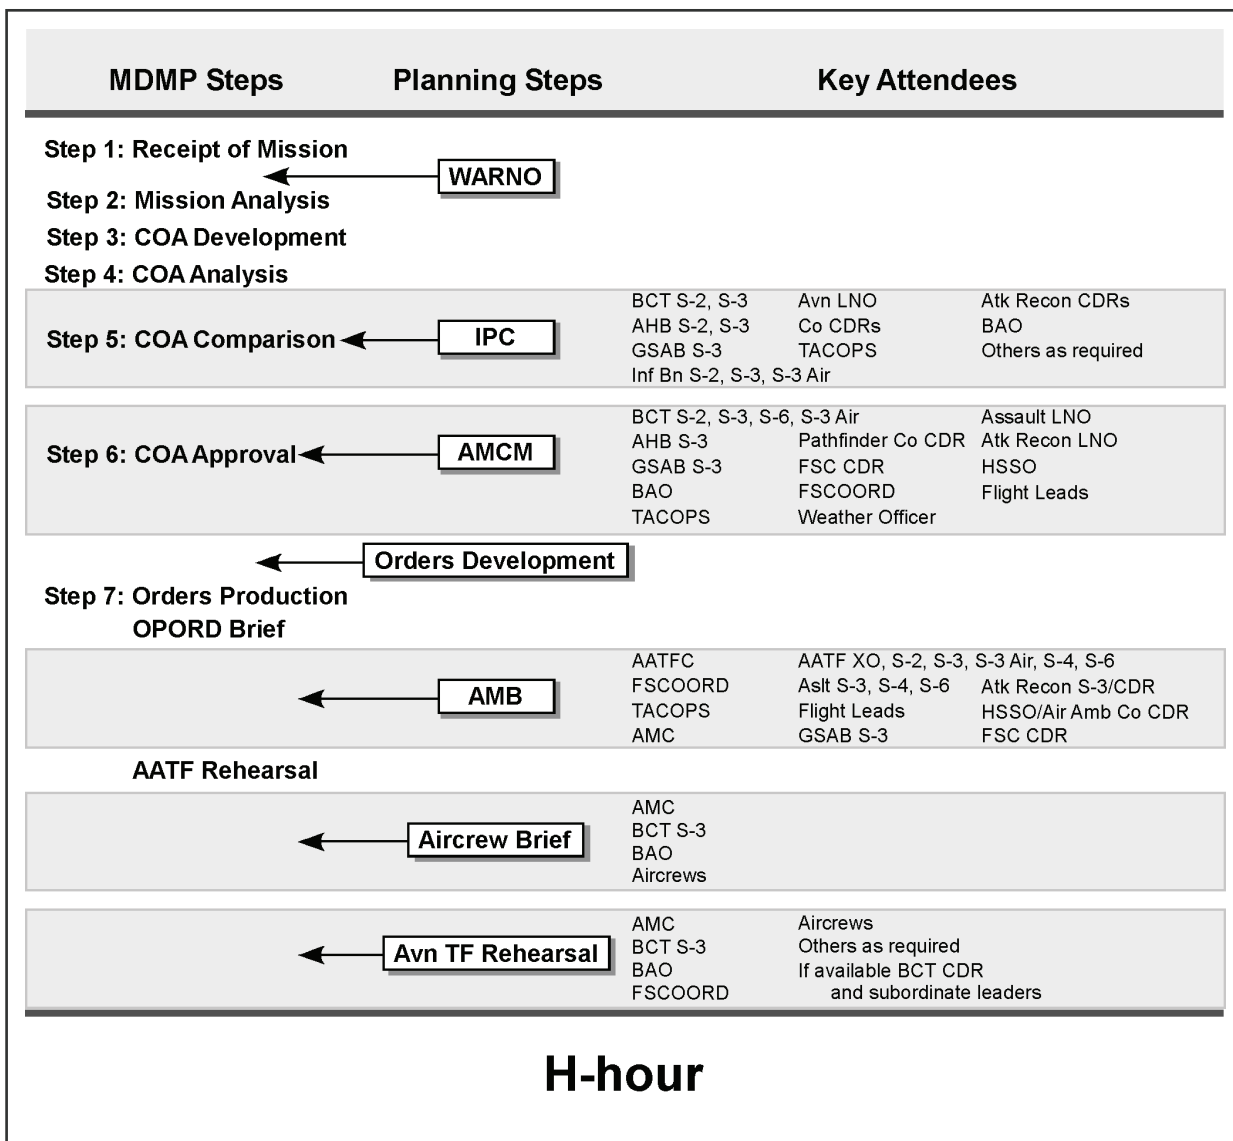 MDMP Steps Planning Steps Key Attendees
Step 1: Receipt of Mission
WARNO
Step 2: Mission Analysis
Step 3: COA Development
Step 4: COA Analysis
BCT S-2, S-3 Avn LNO Atk Recon CDRs
AHB S-2, S-3 Co CDRs BAO
Step 5: COA Comparison IPC
GSAB S-3 TACOPS Others as required
Inf Bn S-2, S-3, S-3 Air
BCT S-2, S-3, S-6, S-3 Air Assault LNO
AHB S-3 Pathfinder Co CDR Atk Recon LNO
Step 6: COA Approval AMCM
GSAB S-3 FSC CDR HSSO
BAO FSCOORD Flight Leads
TACOPS Weather Officer
Orders Development
Step 7: Orders Production
OPORD Brief
AATFC AATF XO, S-2, S-3, S-3 Air, S-4, S-6
FSCOORD Aslt S-3, S-4, S-6 Atk Recon S-3/CDR
AMB
TACOPS Flight Leads HSSO/Air Amb Co CDR
AMC GSAB S-3 FSC CDR
AATF Rehearsal
AMC
BCT S-3
Aircrew Brief
BAO
Aircrews
AMC Aircrews
BCT S-3 Others as required
Avn TF Rehearsal
BAO If available BCT CDR
FSCOORD and subordinate leaders
H-hour